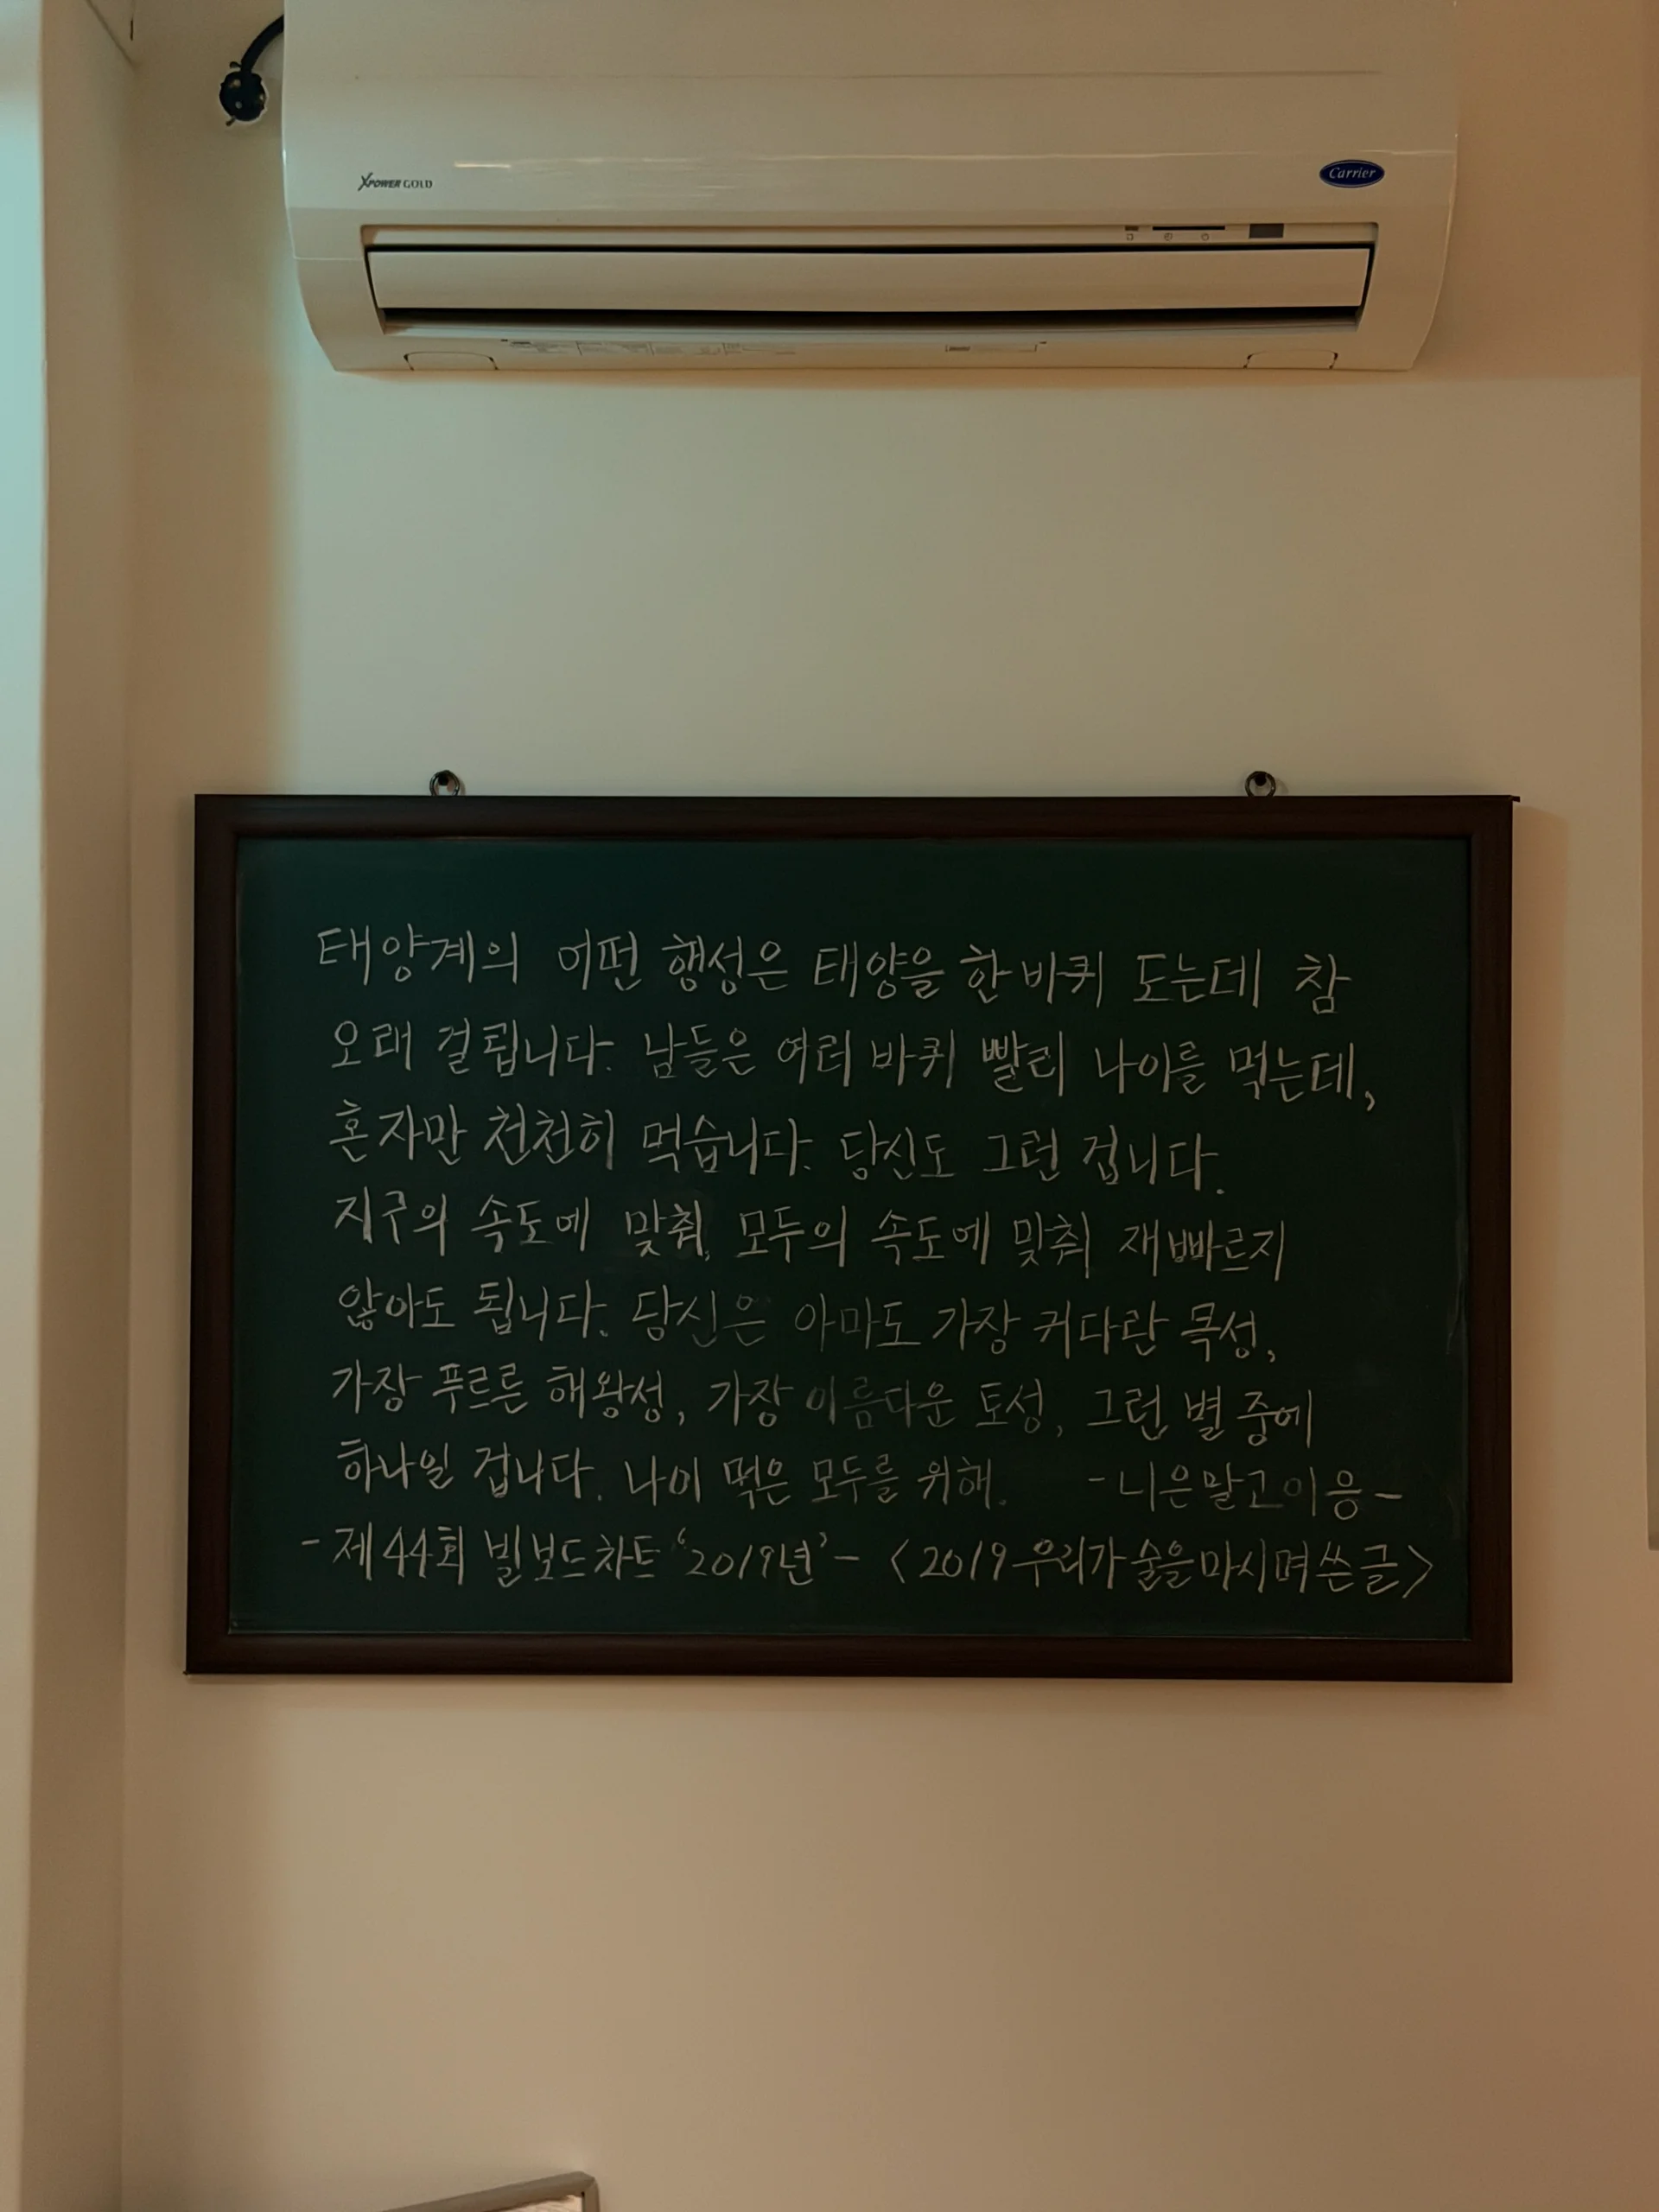 XPOWER GOLD
Carrier
태양계의 어떤 행성은 태양을 한 바퀴 도는데 참
오래 걸립니다. 남들은 여러 바퀴 빨리 나이를 먹는데,
혼자만 천천히 먹습니다. 당신도 그런 겁니다.
지구의 속도에 맞춰, 모두의 속도에 맞춰 재빠르지
않아도 됩니다. 당신은 아마도 가장 커다란 목성,
가장 푸르른 해왕성, 가장 아름다운 토성, 그런 별 중에
하나일 겁니다. 나이 먹은 모두를 위해. -니은말고이응-
-제44회 빌보드차트 '2019년'- <2019 우리가 술을 마시며 쓴 글>